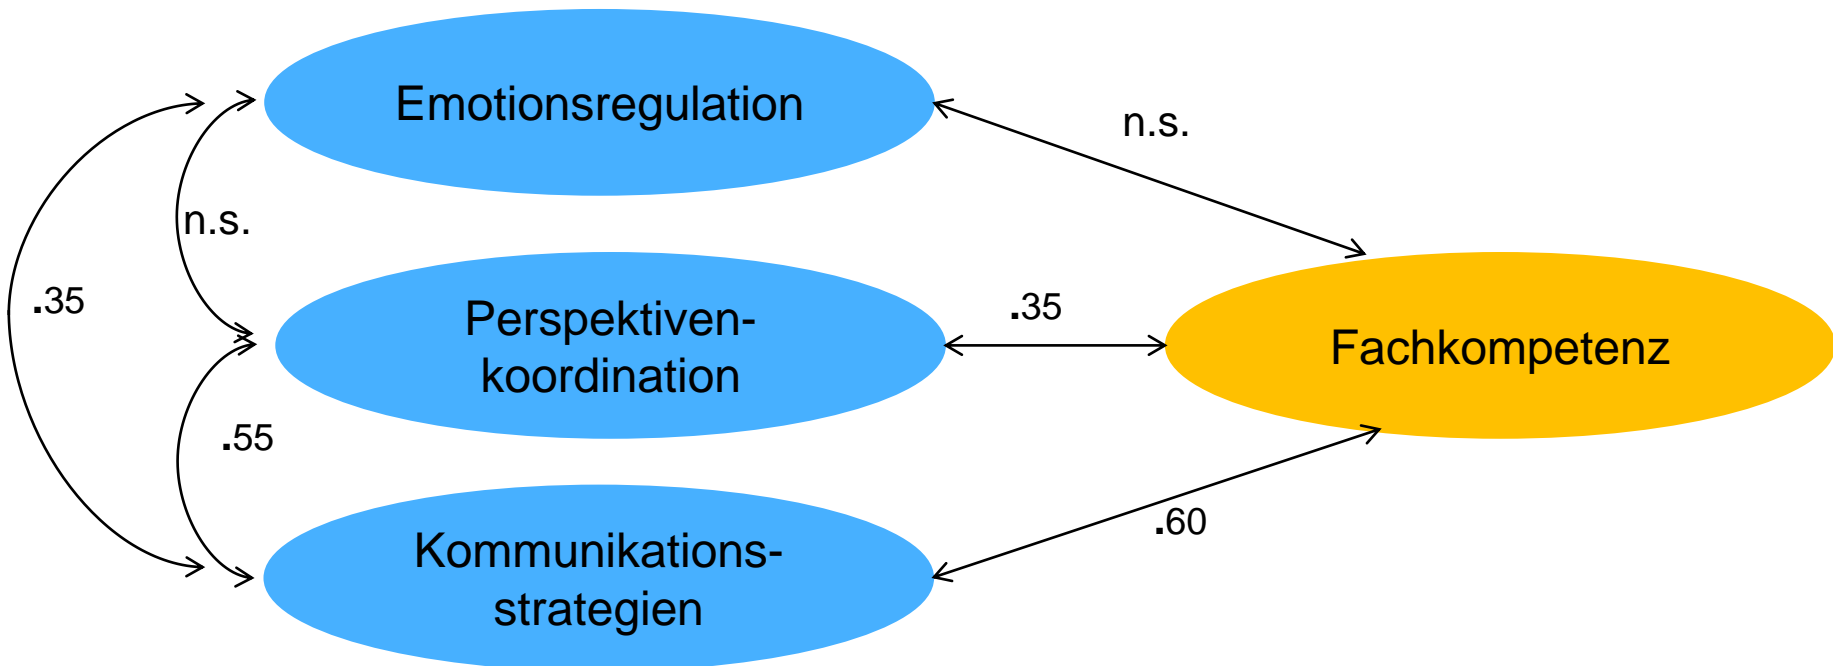 Emotionsregulation
n.s.
n.s.
.35
Perspektiven-
koordination
.35
Fachkompetenz
.55
Kommunikations-
strategien
.60